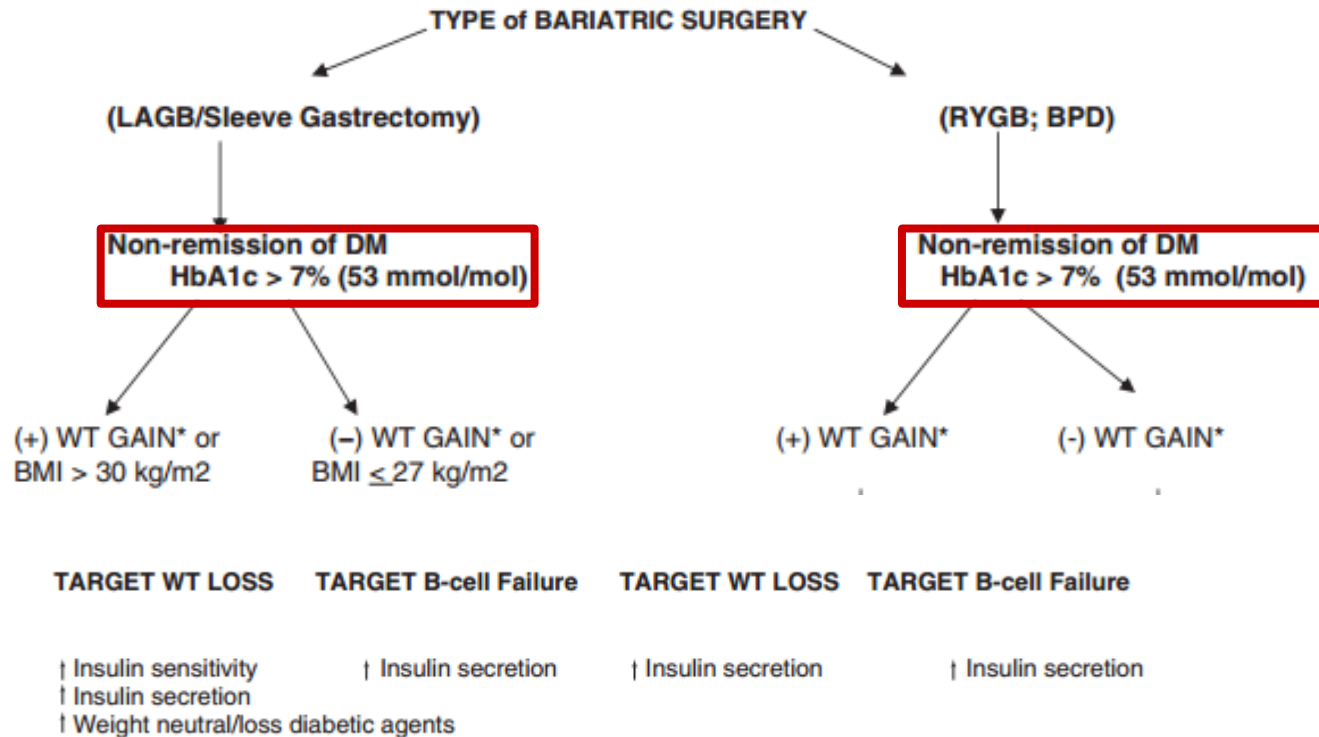 TYPE of BARIATRIC SURGERY
(LAGB/Sleeve Gastrectomy)
(RYGB; BPD)
Non-remission of DM
HbA1c > 7% (53 mmol/mol)
Non-remission of DM
HbA1c > 7% (53 mmol/mol)
(+) WT GAIN* or
BMI > 30 kg/m2
(–) WT GAIN* or
BMI ≤ 27 kg/m2
(+) WT GAIN*
(-) WT GAIN*
TARGET WT LOSS
TARGET B-cell Failure
TARGET WT LOSS
TARGET B-cell Failure
↑ Insulin sensitivity
↑ Insulin secretion
↑ Weight neutral/loss diabetic agents
↑ Insulin secretion
↑ Insulin secretion
↑ Insulin secretion